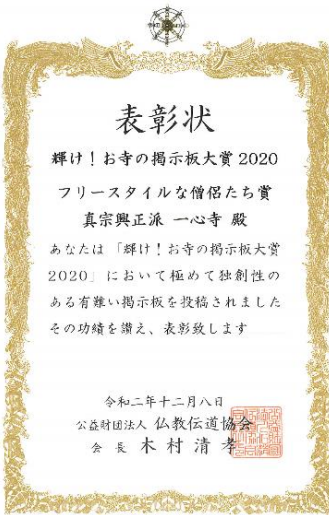 表彰状
輝け！お寺の掲示板大賞2020
フリースタイルな僧侶たち賞
真宗興正派 一心寺 殿
あなたは「輝け！お寺の掲示板大賞
2020」において極めて独創性の
ある有難い掲示板を投稿されました
その功績を讃え、表彰致します
令和二年十二月八日
公益財団法人 仏教伝道協会
会長 木村清孝